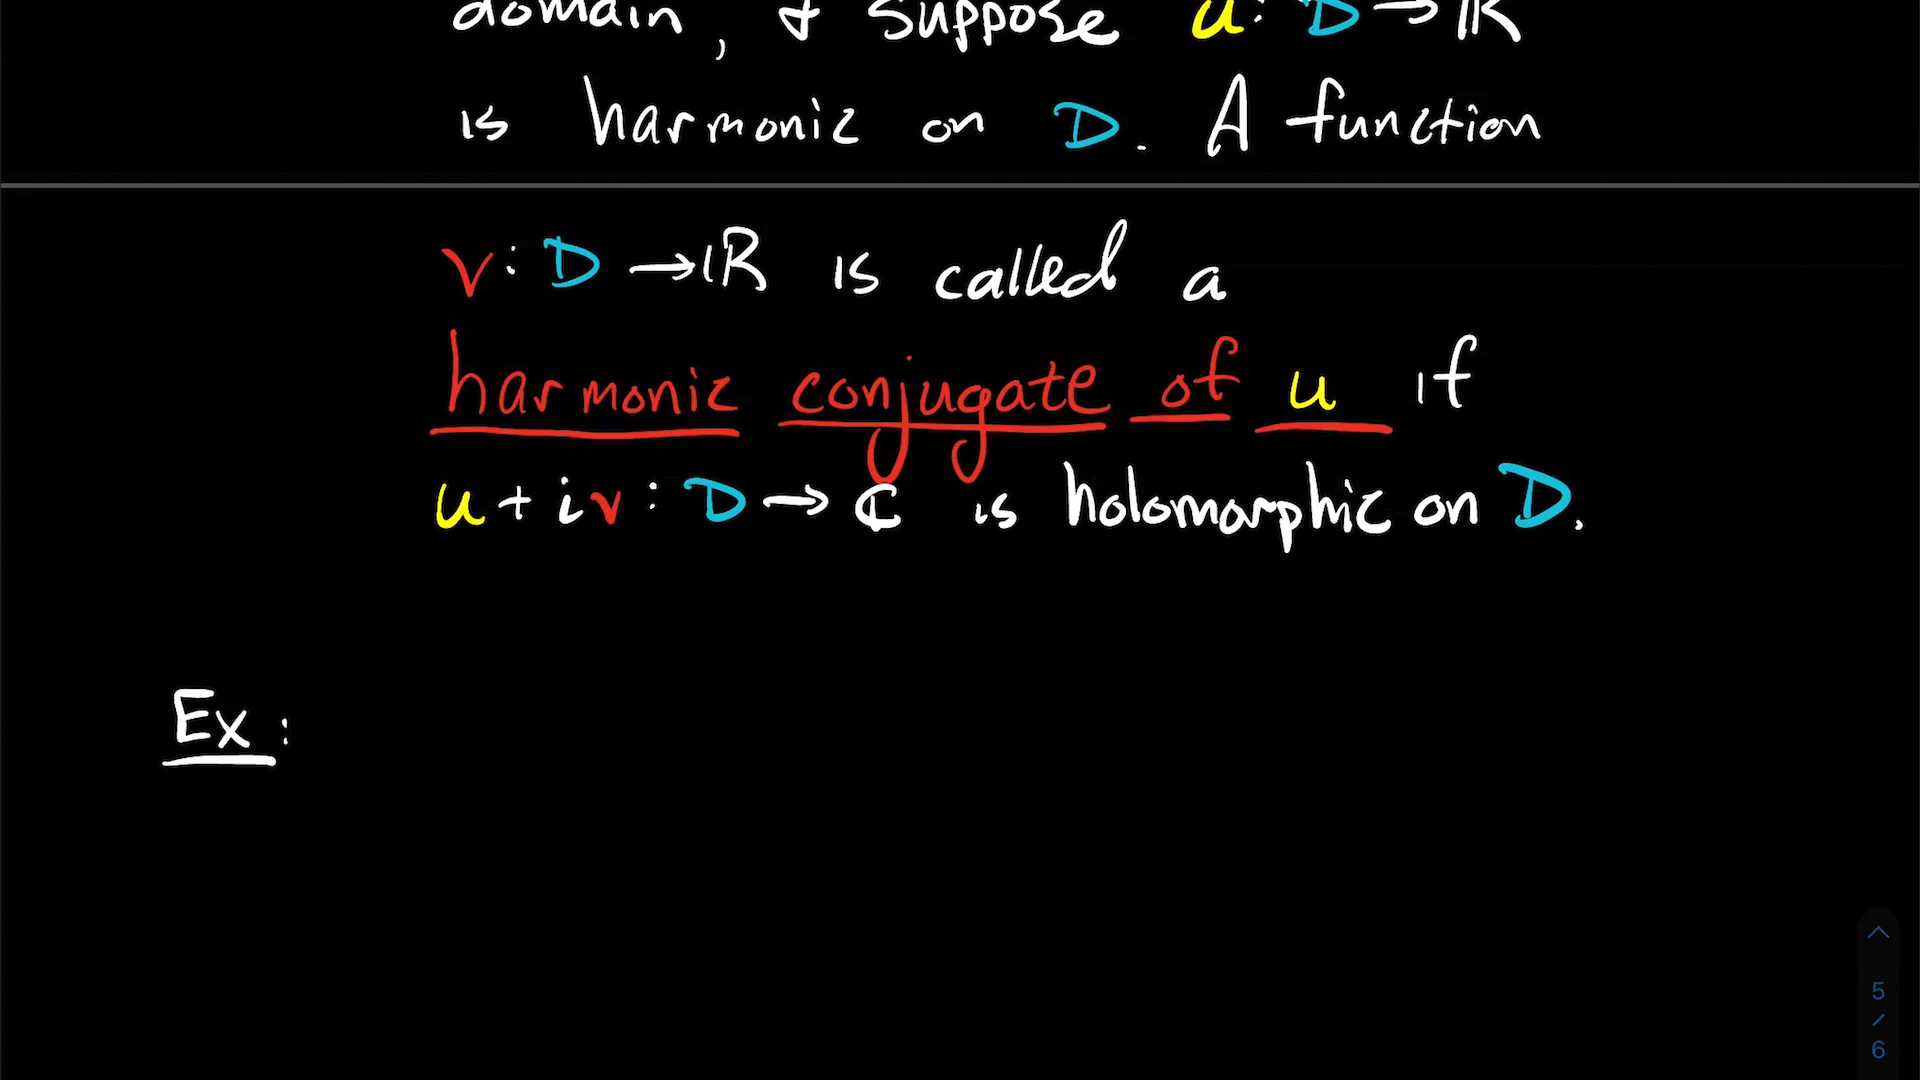 domain, & suppose u: D→ℝ
is harmonic on D. A function
v: D→ℝ is called a
harmonic conjugate of u if
u + iv : D → ℂ is holomorphic on D.
Ex:
5
/
6